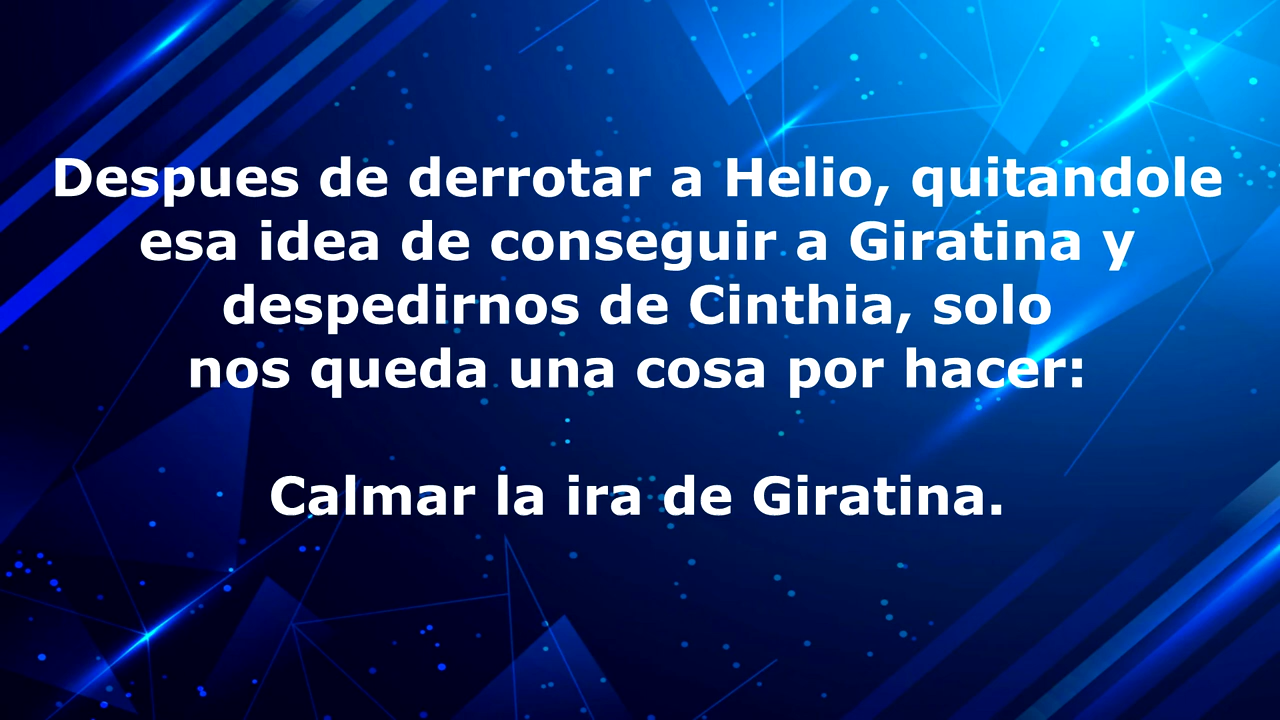 Despues de derrotar a Helio, quitandole
esa idea de conseguir a Giratina y
despedirnos de Cinthia, solo
nos queda una cosa por hacer:
Calmar la ira de Giratina.